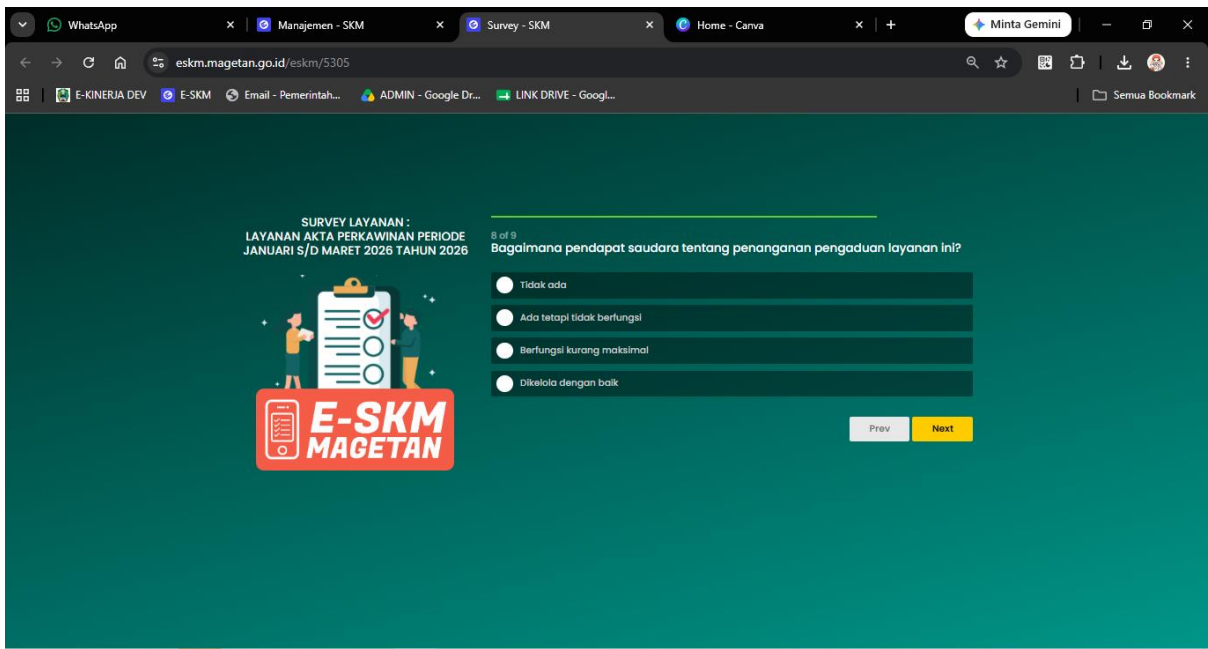 WhatsApp
Manajemen - SKM
Survey - SKM
Home - Canva
Minta Gemini
eskm.magetan.go.id/eskm/5305
E-KINERJA DEV
E-SKM
Email - Pemerintah...
ADMIN - Google Dr...
LINK DRIVE - Googl...
Semua Bookmark
SURVEY LAYANAN :
LAYANAN AKTA PERKAWINAN PERIODE
JANUARI S/D MARET 2026 TAHUN 2026
E-SKM
MAGETAN
8 of 9
Bagaimana pendapat saudara tentang penanganan pengaduan layanan ini?
Tidak ada
Ada tetapi tidak berfungsi
Berfungsi kurang maksimal
Dikelola dengan baik
Prev
Next